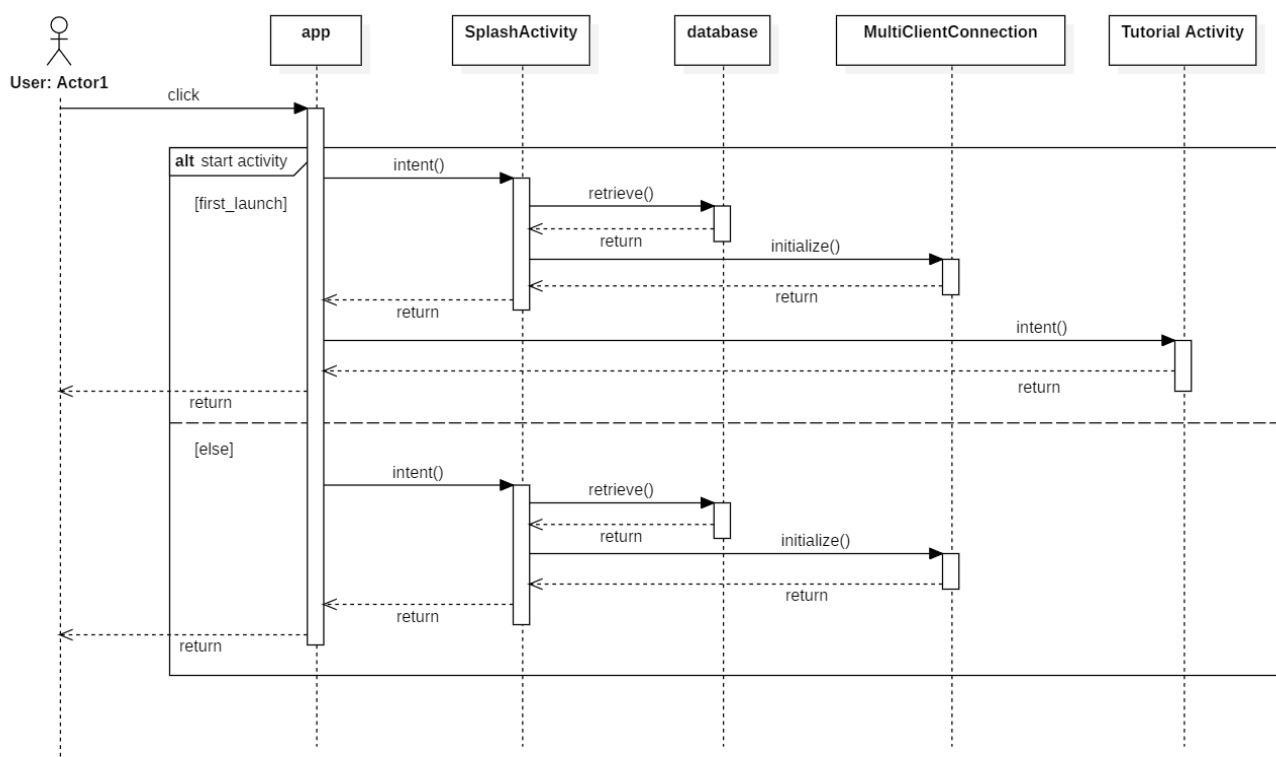 app
SplashActivity
database
MultiClientConnection
Tutorial Activity
User: Actor1
click
alt start activity
intent()
[first_launch]
retrieve()
return
initialize()
return
return
intent()
return
return
[else]
intent()
retrieve()
return
initialize()
return
return
return